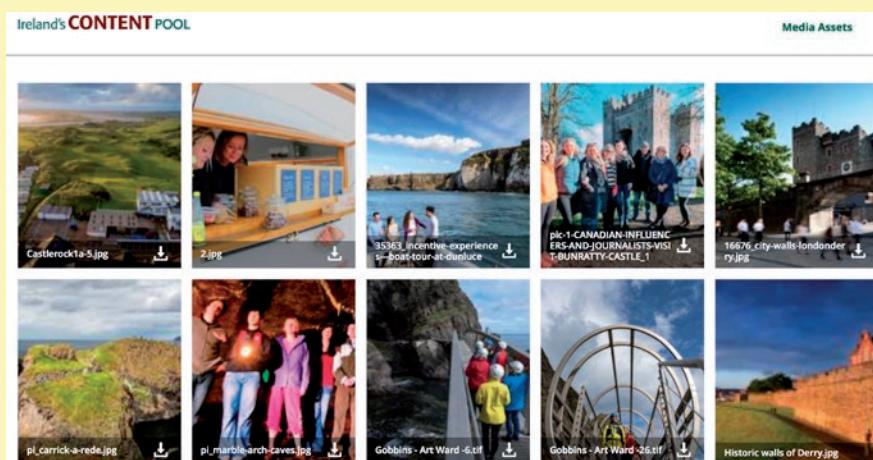 Ireland's CONTENT POOL
Media Assets
Castlerock1a-5.jpg
2.jpg
35363_incentive-experience
s---boat-tour-at-dunluce
pic-1-CANADIAN-INFLUENC
ERS-AND-JOURNALISTS-VISI
T-BUNRATTY-CASTLE_1
16676_city-walls-londonder
ry.jpg
pi_carrick-a-rede.jpg
pi_marble-arch-caves.jpg
Gobbins - Art Ward -6.tif
Gobbins - Art Ward -26.tif
Historic walls of Derry.jpg